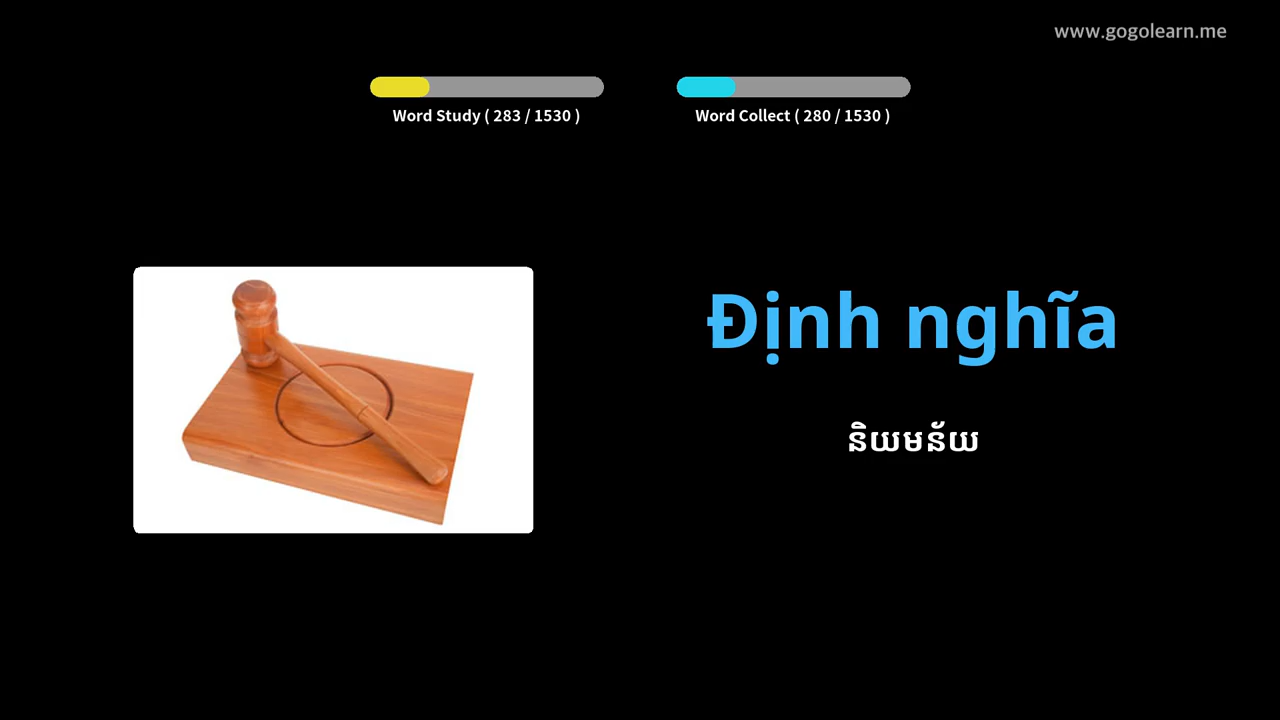 www.gogolearn.me
Word Study ( 283 / 1530 )
Word Collect ( 280 / 1530 )
Định nghĩa
និយមន័យ